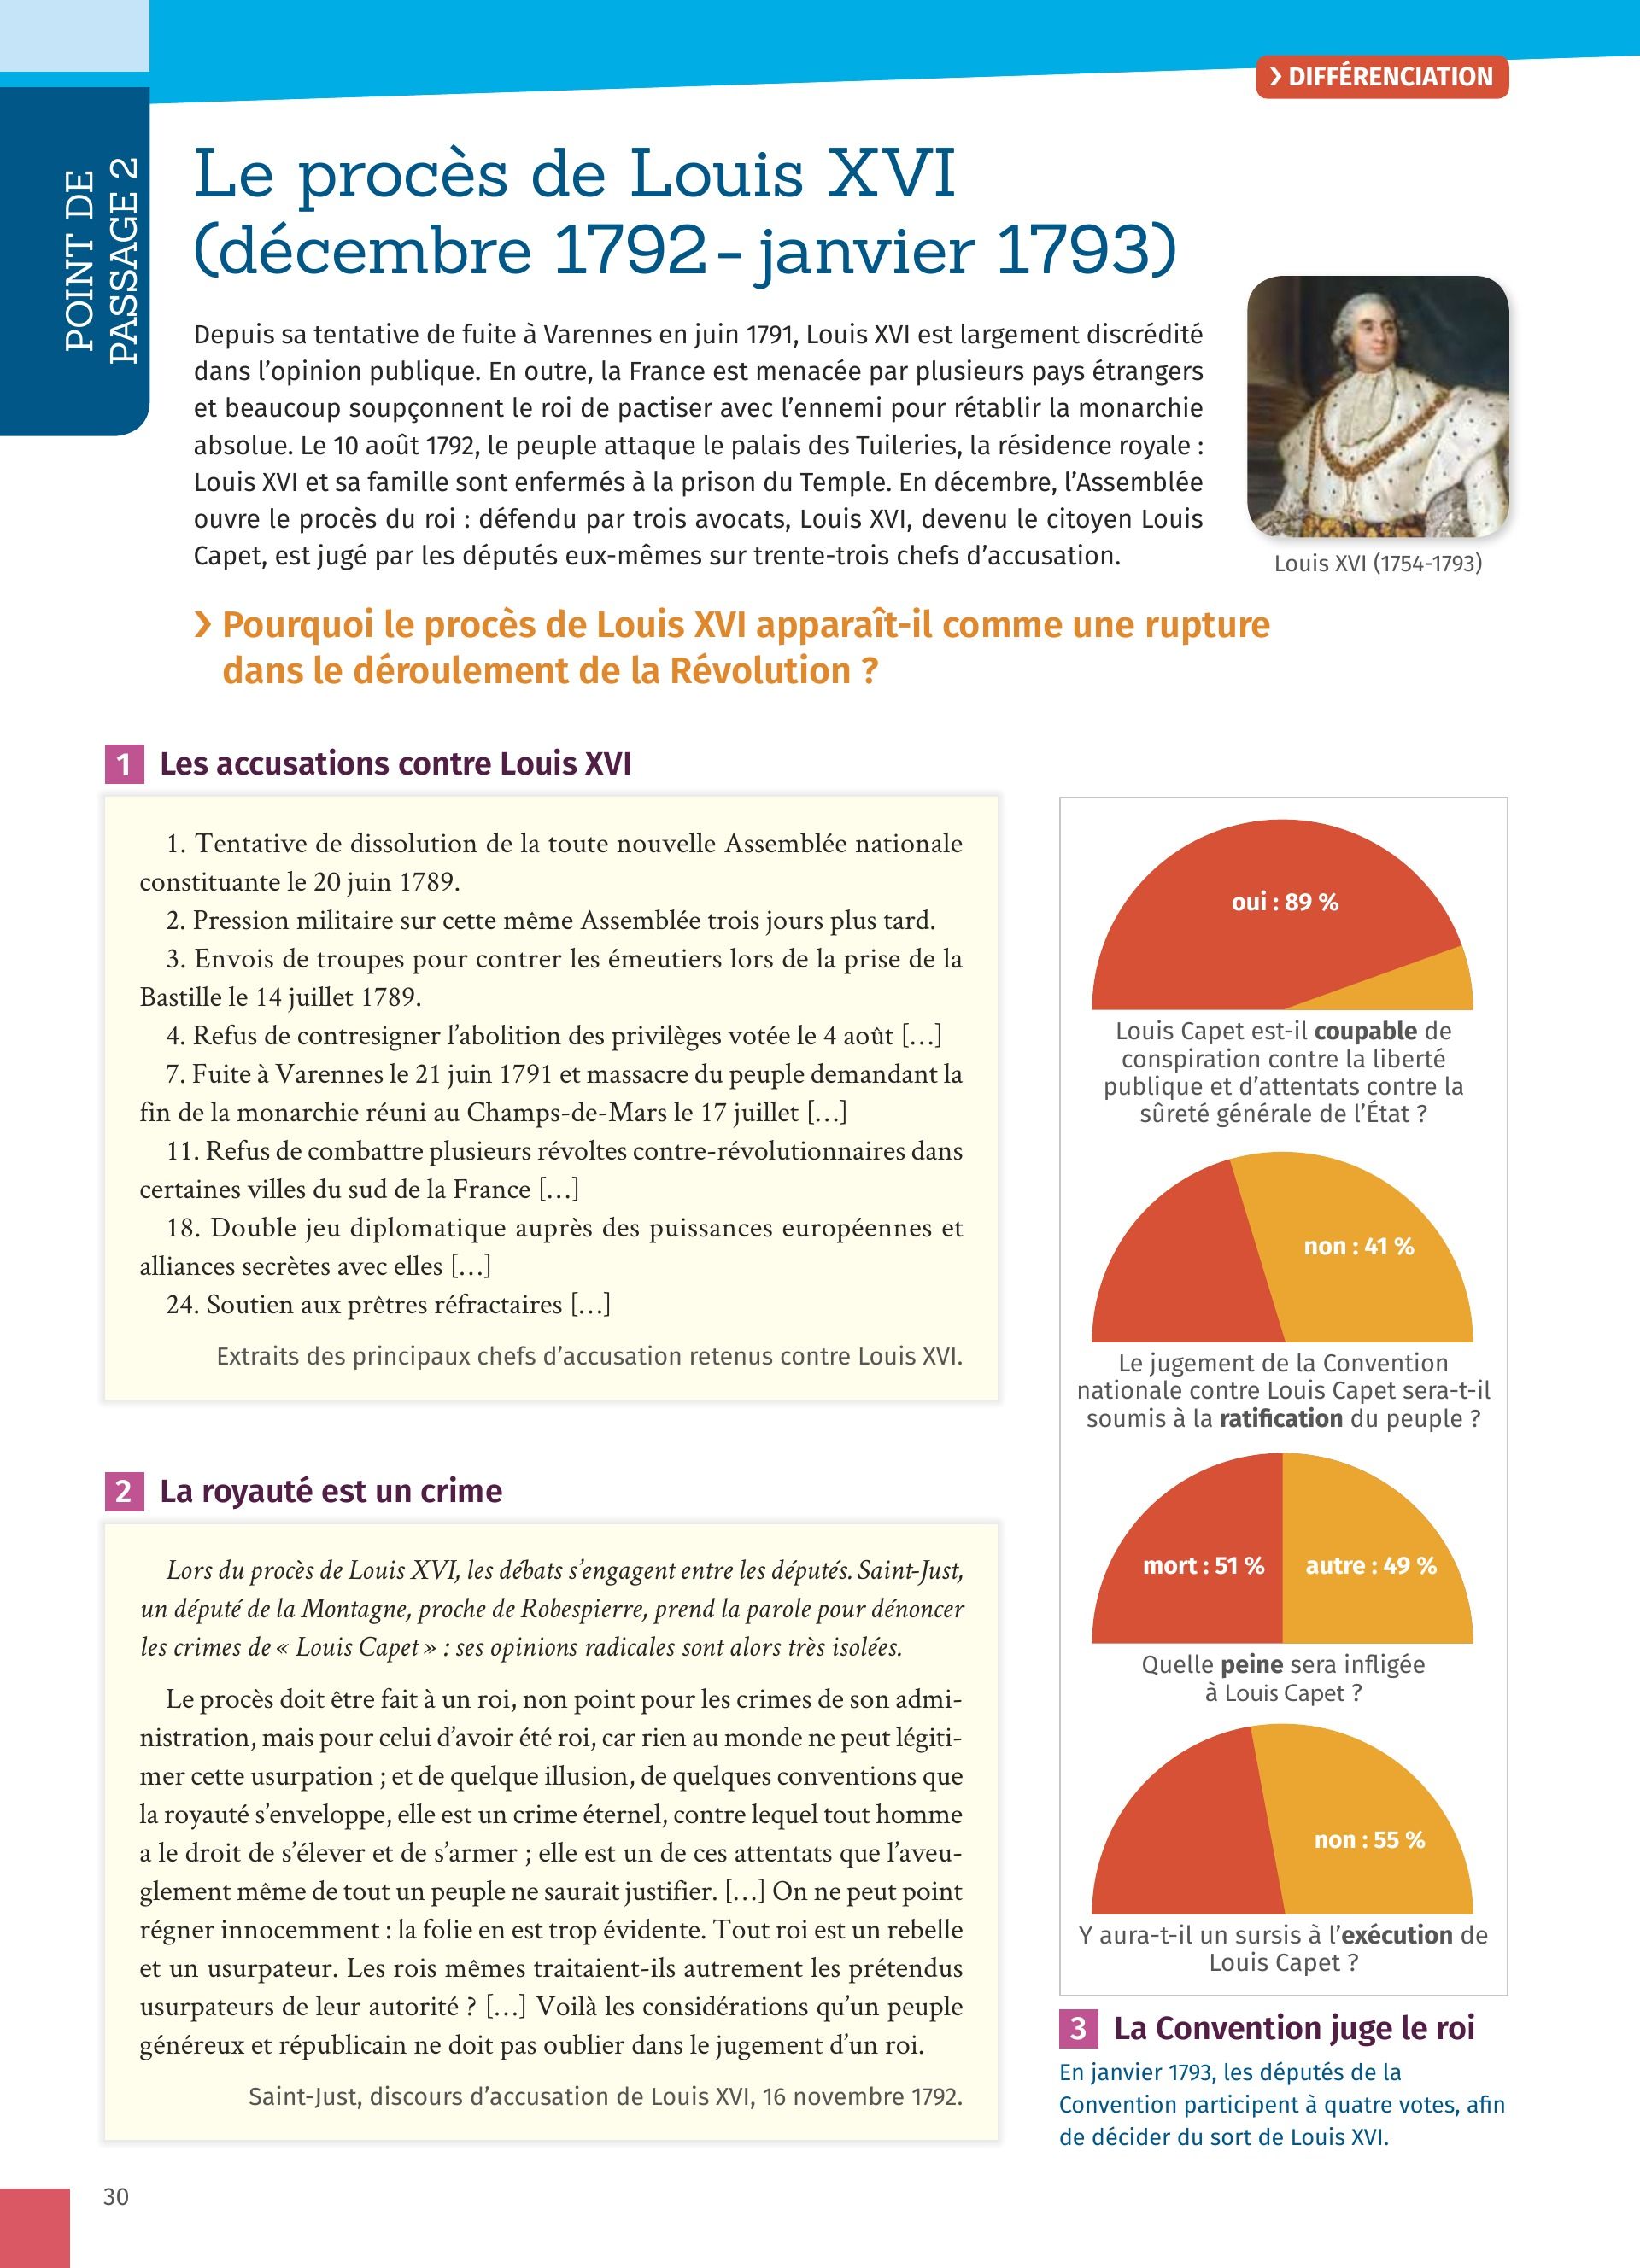 › DIFFÉRENCIATION
POINT DE
PASSAGE 2
Le procès de Louis XVI
(décembre 1792 - janvier 1793)
Depuis sa tentative de fuite à Varennes en juin 1791, Louis XVI est largement discrédité
dans l’opinion publique. En outre, la France est menacée par plusieurs pays étrangers
et beaucoup soupçonnent le roi de pactiser avec l’ennemi pour rétablir la monarchie
absolue. Le 10 août 1792, le peuple attaque le palais des Tuileries, la résidence royale :
Louis XVI et sa famille sont enfermés à la prison du Temple. En décembre, l’Assemblée
ouvre le procès du roi : défendu par trois avocats, Louis XVI, devenu le citoyen Louis
Capet, est jugé par les députés eux-mêmes sur trente-trois chefs d’accusation.
Louis XVI (1754-1793)
› Pourquoi le procès de Louis XVI apparaît-il comme une rupture
dans le déroulement de la Révolution ?
1 Les accusations contre Louis XVI
1. Tentative de dissolution de la toute nouvelle Assemblée nationale
constituante le 20 juin 1789.
2. Pression militaire sur cette même Assemblée trois jours plus tard.
3. Envois de troupes pour contrer les émeutiers lors de la prise de la
Bastille le 14 juillet 1789.
4. Refus de contresigner l’abolition des privilèges votée le 4 août […]
7. Fuite à Varennes le 21 juin 1791 et massacre du peuple demandant la
fin de la monarchie réuni au Champs-de-Mars le 17 juillet […]
11. Refus de combattre plusieurs révoltes contre-révolutionnaires dans
certaines villes du sud de la France […]
18. Double jeu diplomatique auprès des puissances européennes et
alliances secrètes avec elles […]
24. Soutien aux prêtres réfractaires […]
Extraits des principaux chefs d’accusation retenus contre Louis XVI.
2 La royauté est un crime
Lors du procès de Louis XVI, les débats s’engagent entre les députés. Saint-Just,
un député de la Montagne, proche de Robespierre, prend la parole pour dénoncer
les crimes de « Louis Capet » : ses opinions radicales sont alors très isolées.
Le procès doit être fait à un roi, non point pour les crimes de son admi-
nistration, mais pour celui d’avoir été roi, car rien au monde ne peut légiti-
mer cette usurpation ; et de quelque illusion, de quelques conventions que
la royauté s’enveloppe, elle est un crime éternel, contre lequel tout homme
a le droit de s’élever et de s’armer ; elle est un de ces attentats que l’aveu-
glement même de tout un peuple ne saurait justifier. […] On ne peut point
régner innocemment : la folie en est trop évidente. Tout roi est un rebelle
et un usurpateur. Les rois mêmes traitaient-ils autrement les prétendus
usurpateurs de leur autorité ? […] Voilà les considérations qu’un peuple
généreux et républicain ne doit pas oublier dans le jugement d’un roi.
Saint-Just, discours d’accusation de Louis XVI, 16 novembre 1792.
oui : 89 %
Louis Capet est-il coupable de
conspiration contre la liberté
publique et d’attentats contre la
sûreté générale de l’État ?
non : 41 %
Le jugement de la Convention
nationale contre Louis Capet sera-t-il
soumis à la ratification du peuple ?
mort : 51 %
autre : 49 %
Quelle peine sera infligée
à Louis Capet ?
non : 55 %
Y aura-t-il un sursis à l’exécution de
Louis Capet ?
3 La Convention juge le roi
En janvier 1793, les députés de la
Convention participent à quatre votes, afin
de décider du sort de Louis XVI.
30